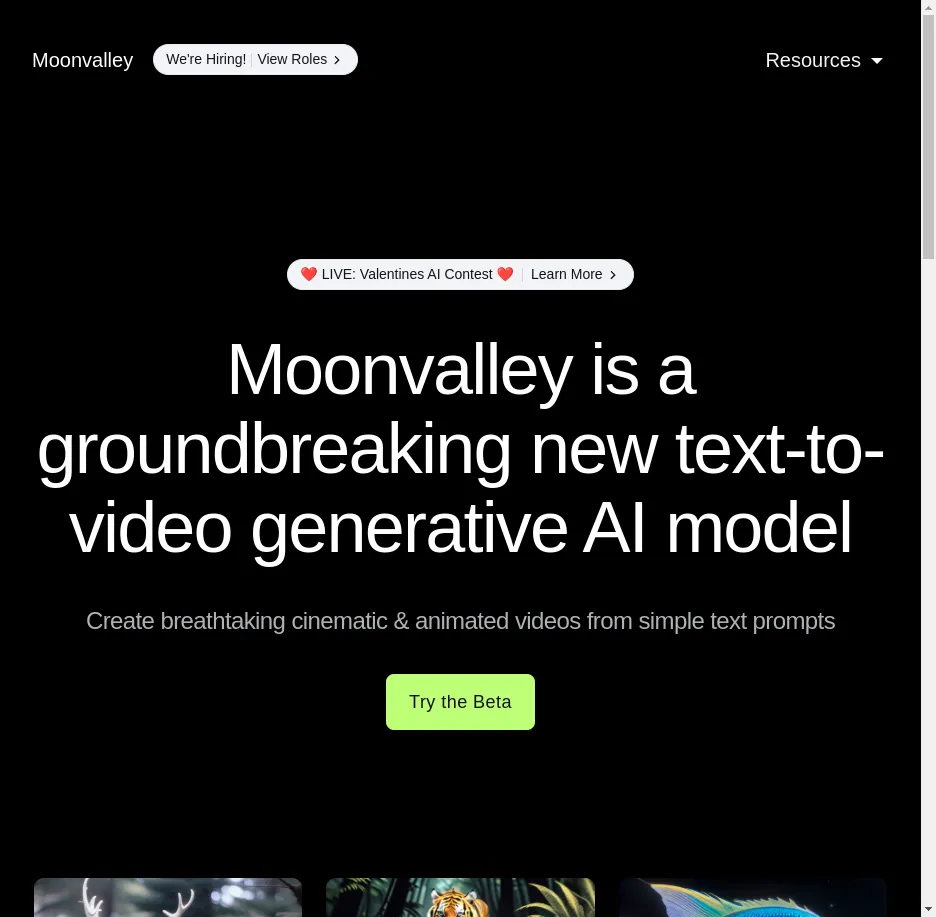 Moonvalley
We're Hiring! View Roles
Resources
❤️ LIVE: Valentines AI Contest ❤️ Learn More
Moonvalley is a
groundbreaking new text-to-
video generative AI model
Create breathtaking cinematic & animated videos from simple text prompts
Try the Beta